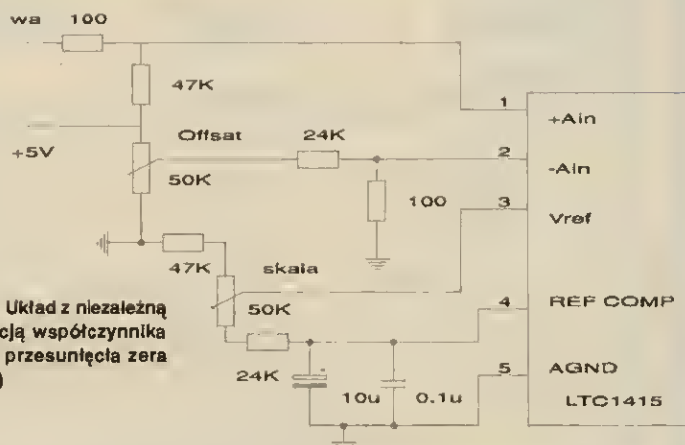 wa 100
47K
+5V
Offsat
24K
50K
100
47K
skala
50K
24K
10u
0.1u
1
+Ain
2
-Ain
3
Vref
4
REF COMP
5
AGND
LTC1415
Układ z niezależną
cją współczynnika
przesunięcia zera
)